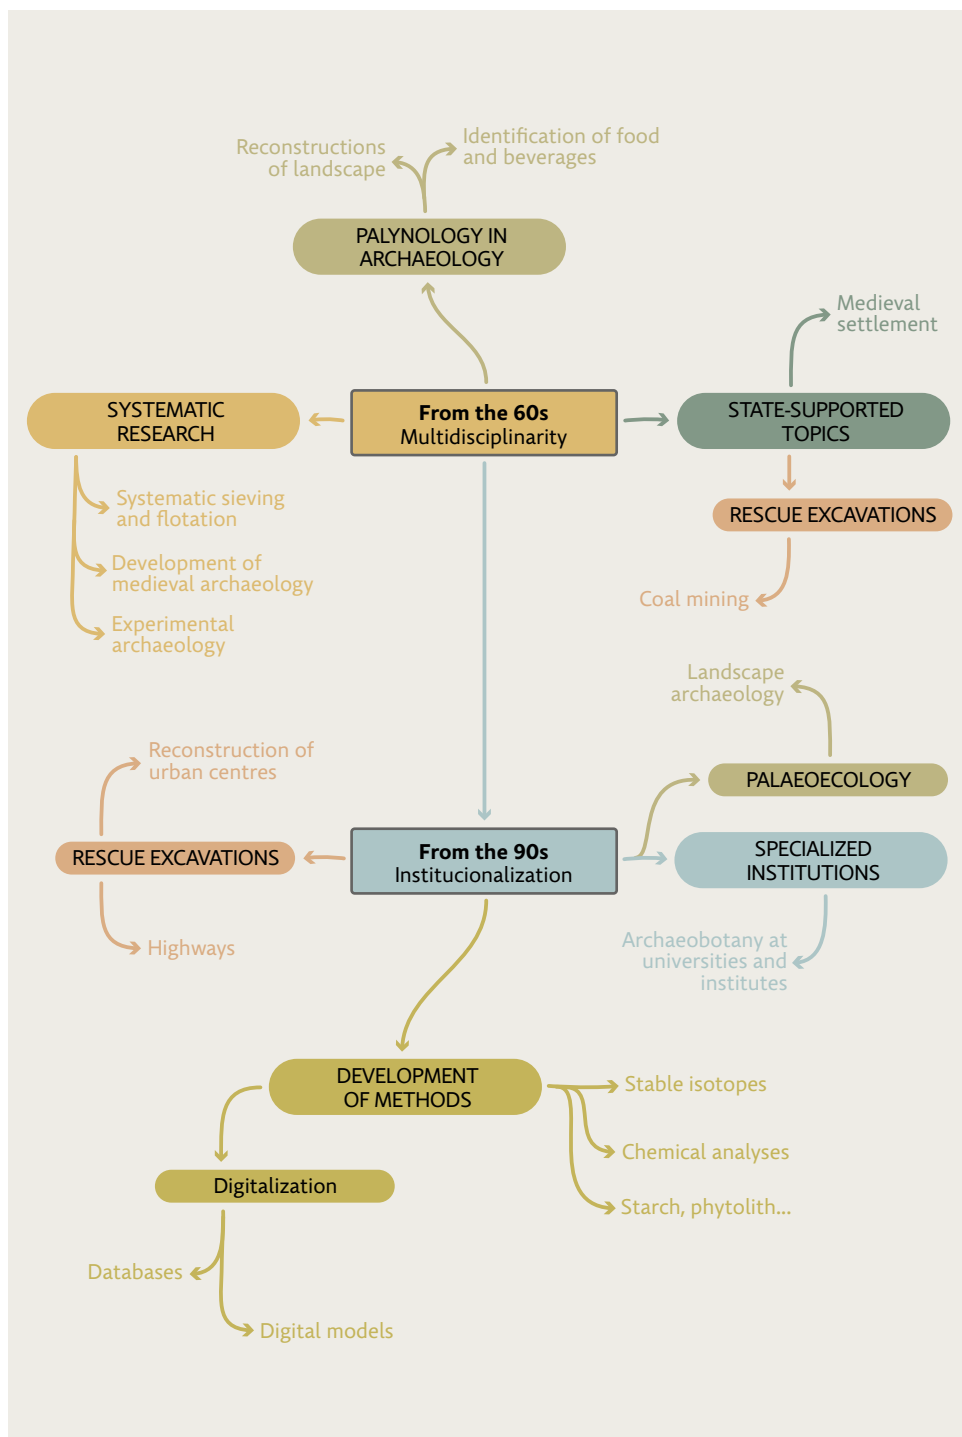 Reconstructions
of landscape
Identification of food
and beverages
PALYNOLOGY IN
ARCHAEOLOGY
Medieval
settlement
SYSTEMATIC
RESEARCH
From the 60s
Multidisciplinarity
STATE-SUPPORTED
TOPICS
Systematic sieving
and flotation
RESCUE EXCAVATIONS
Development of
medieval archaeology
Coal mining
Experimental
archaeology
Landscape
archaeology
Reconstruction of
urban centres
PALAEOECOLOGY
RESCUE EXCAVATIONS
From the 90s
Institucionalization
SPECIALIZED
INSTITUTIONS
Highways
Archaeobotany at
universities and
institutes
DEVELOPMENT
OF METHODS
Stable isotopes
Chemical analyses
Starch, phytolith...
Digitalization
Databases
Digital models